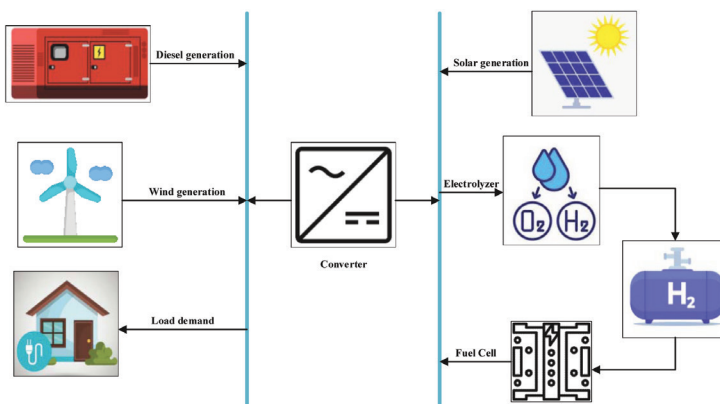 Diesel generation
Solar generation
Wind generation
Electrolyzer
O₂
H₂
Converter
H₂
Load demand
Fuel Cell